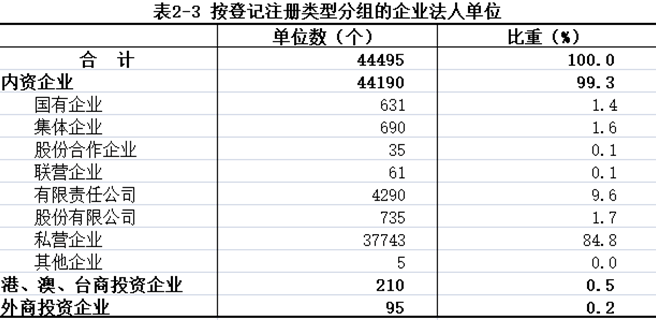 表2-3 按登记注册类型分组的企业法人单位
单位数（个） 比重（%）
合 计 44495 100.0
内资企业 44190 99.3
国有企业 631 1.4
集体企业 690 1.6
股份合作企业 35 0.1
联营企业 61 0.1
有限责任公司 4290 9.6
股份有限公司 735 1.7
私营企业 37743 84.8
其他企业 5 0.0
港、澳、台商投资企业 210 0.5
外商投资企业 95 0.2